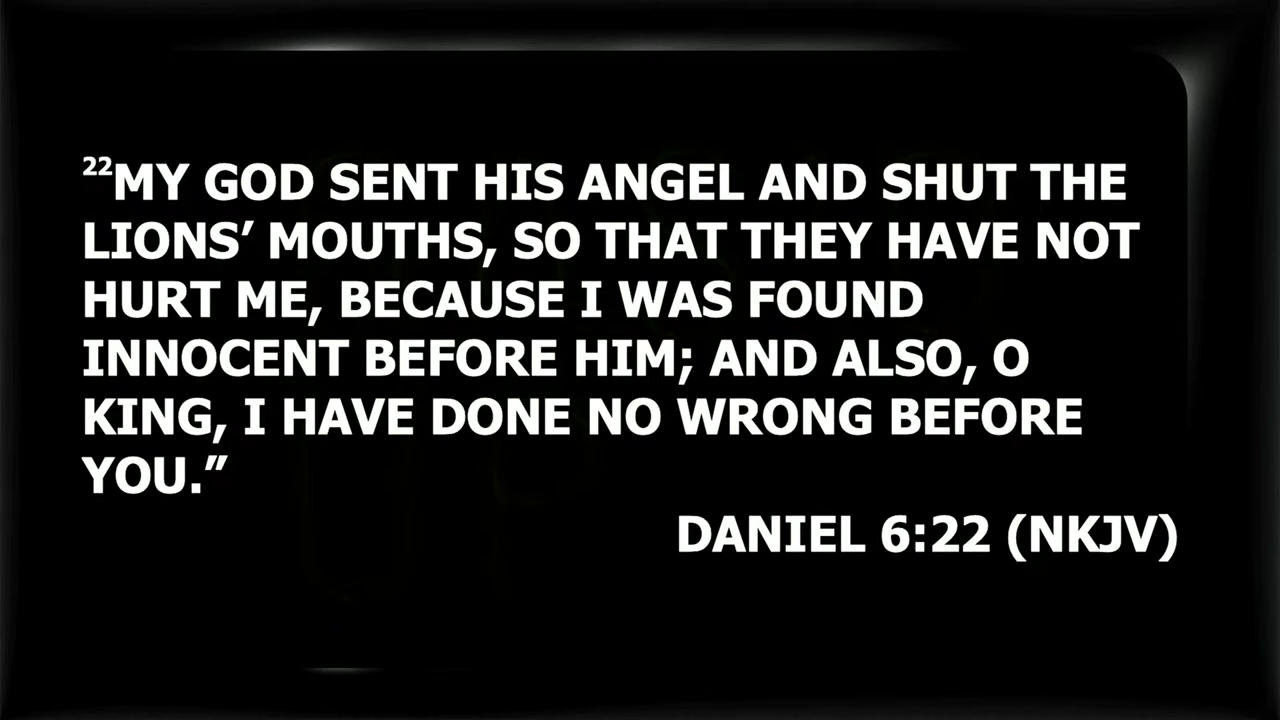 22MY GOD SENT HIS ANGEL AND SHUT THE
LIONS’ MOUTHS, SO THAT THEY HAVE NOT
HURT ME, BECAUSE I WAS FOUND
INNOCENT BEFORE HIM; AND ALSO, O
KING, I HAVE DONE NO WRONG BEFORE
YOU.”
DANIEL 6:22 (NKJV)